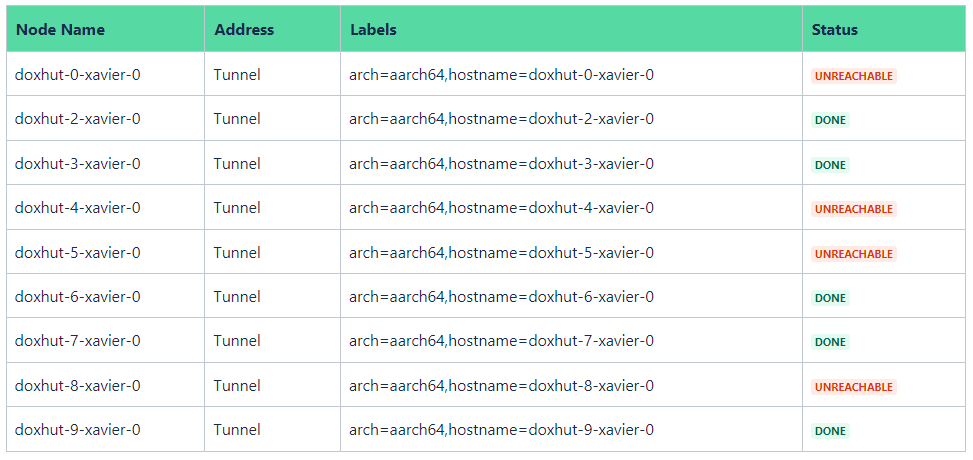 Node Name Address Labels Status
doxhut-0-xavier-0 Tunnel arch=aarch64,hostname=doxhut-0-xavier-0 UNREACHABLE
doxhut-2-xavier-0 Tunnel arch=aarch64,hostname=doxhut-2-xavier-0 DONE
doxhut-3-xavier-0 Tunnel arch=aarch64,hostname=doxhut-3-xavier-0 DONE
doxhut-4-xavier-0 Tunnel arch=aarch64,hostname=doxhut-4-xavier-0 UNREACHABLE
doxhut-5-xavier-0 Tunnel arch=aarch64,hostname=doxhut-5-xavier-0 UNREACHABLE
doxhut-6-xavier-0 Tunnel arch=aarch64,hostname=doxhut-6-xavier-0 DONE
doxhut-7-xavier-0 Tunnel arch=aarch64,hostname=doxhut-7-xavier-0 DONE
doxhut-8-xavier-0 Tunnel arch=aarch64,hostname=doxhut-8-xavier-0 UNREACHABLE
doxhut-9-xavier-0 Tunnel arch=aarch64,hostname=doxhut-9-xavier-0 DONE